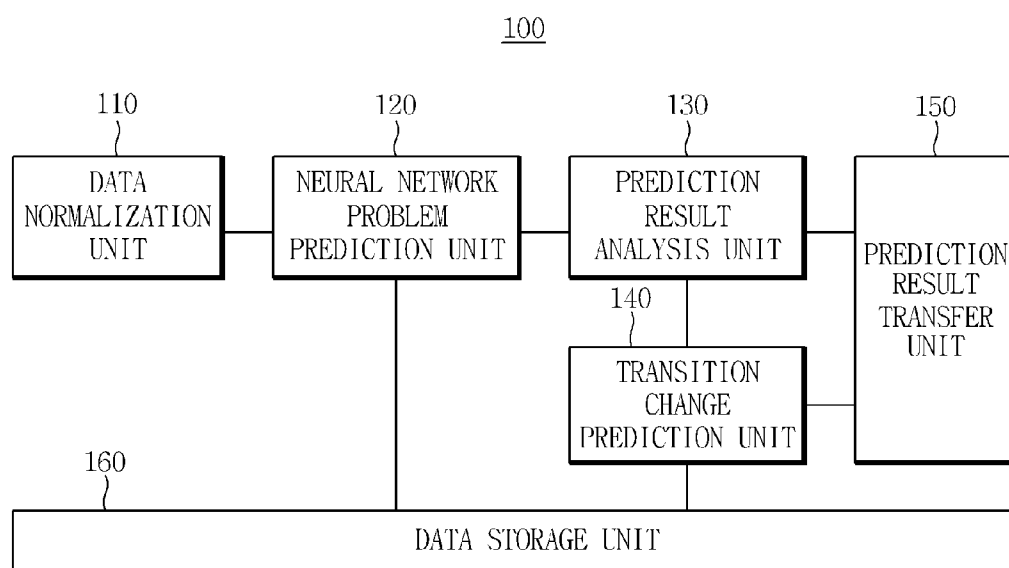 100
110
120
130
150
DATA
NORMALIZATION
UNIT
NEURAL NETWORK
PROBLEM
PREDICTION UNIT
PREDICTION
RESULT
ANALYSIS UNIT
PREDICTION
RESULT
TRANSFER
UNIT
140
TRANSITION
CHANGE
PREDICTION UNIT
160
DATA STORAGE UNIT